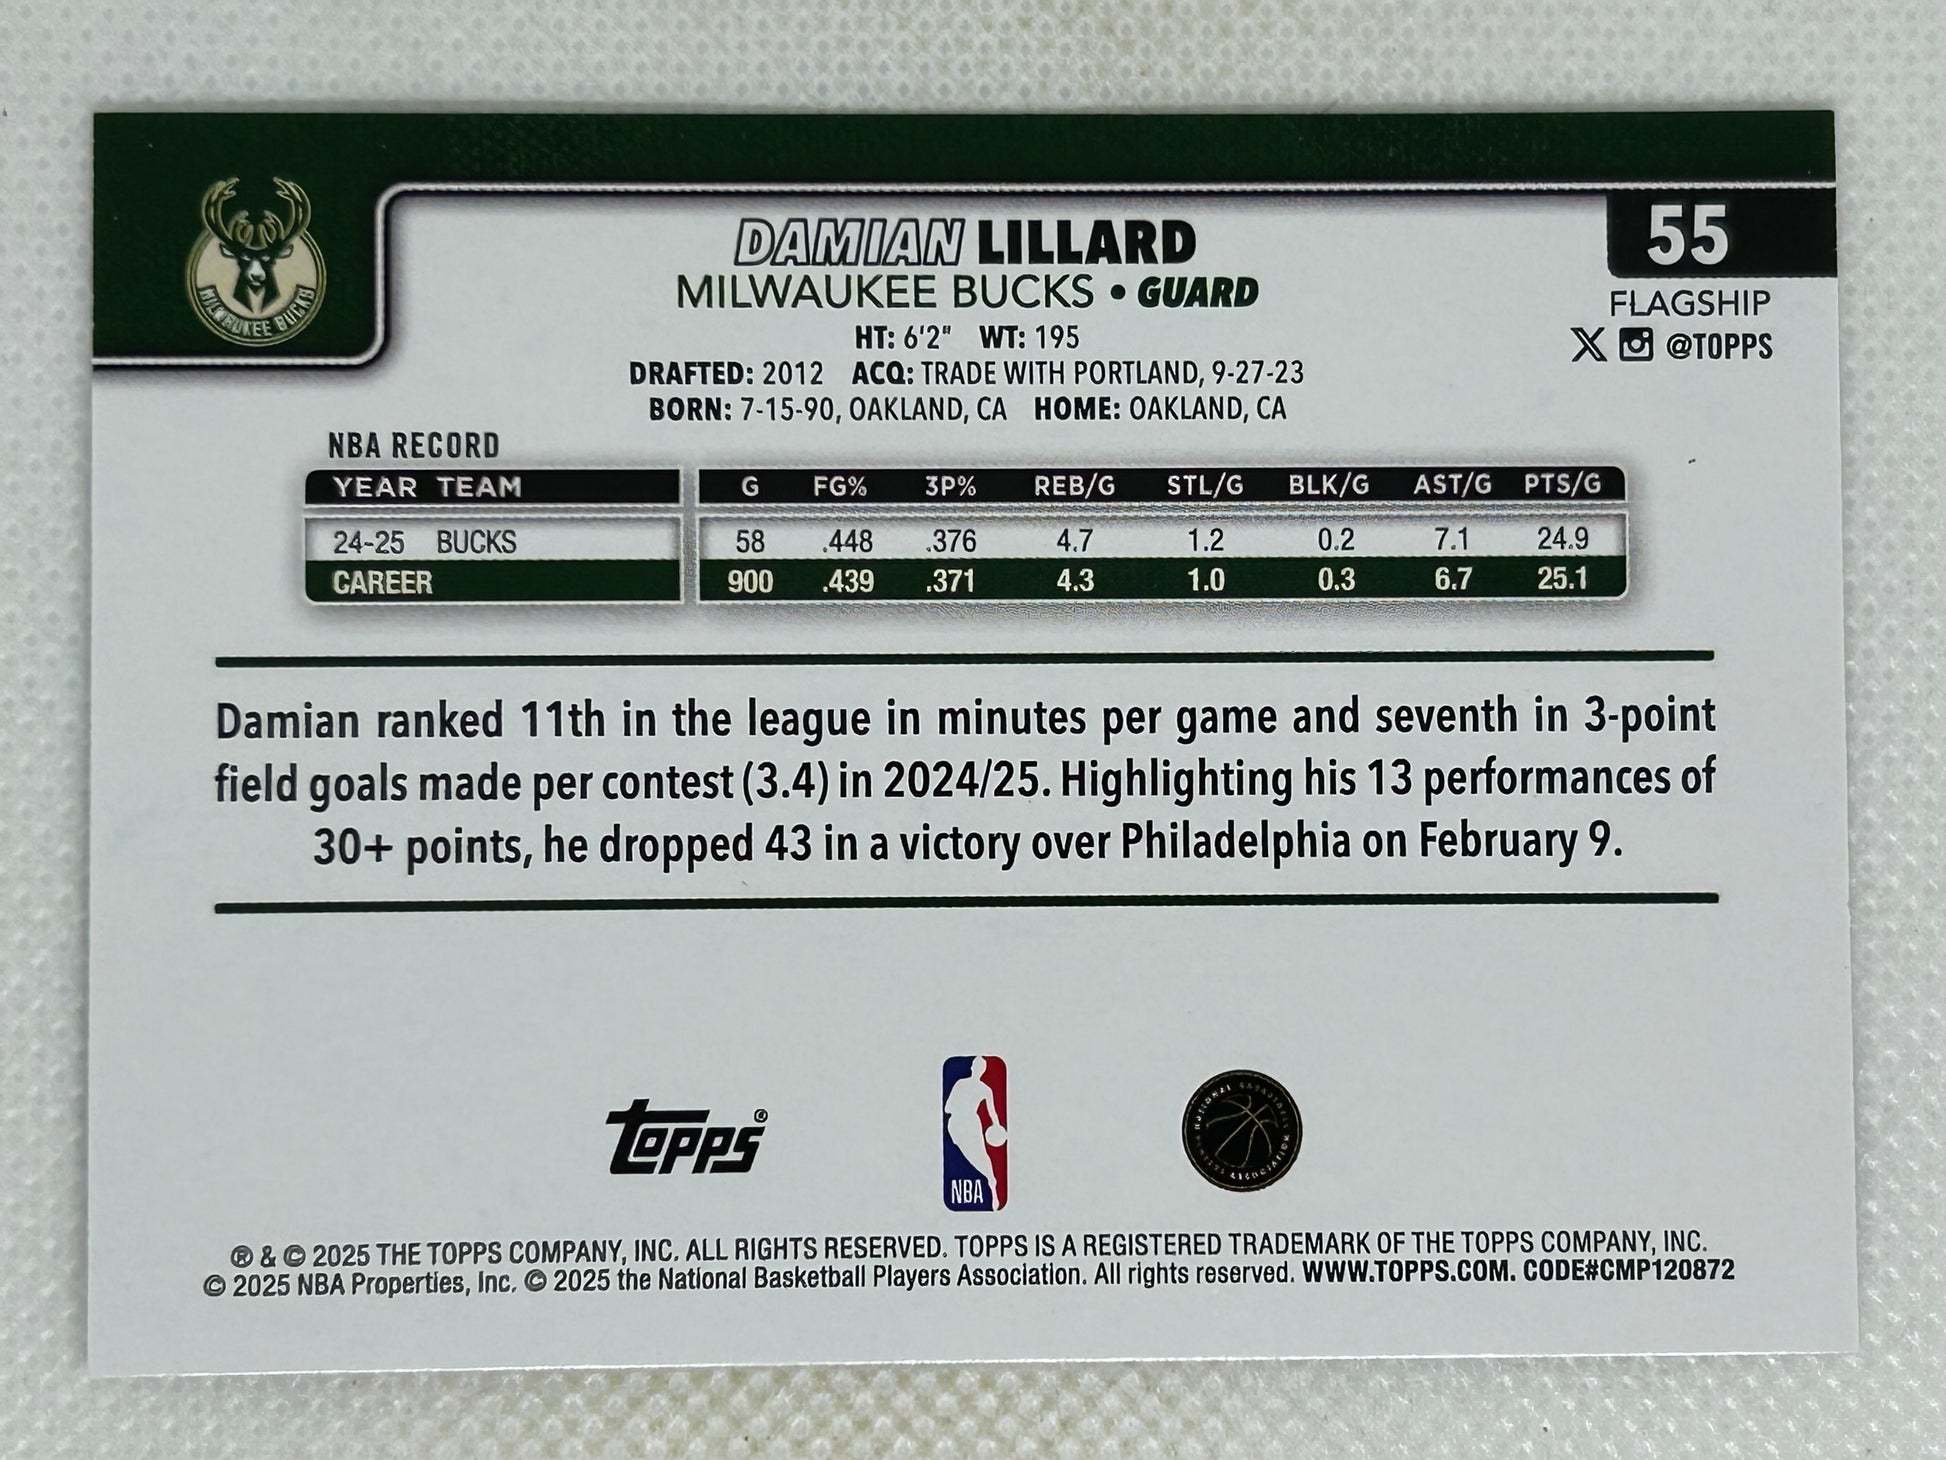 MILWAUKEE BUCKS
DAMIAN LILLARD
MILWAUKEE BUCKS • GUARD
HT: 6'2" WT: 195
DRAFTED: 2012 ACQ: TRADE WITH PORTLAND, 9-27-23
BORN: 7-15-90, OAKLAND, CA HOME: OAKLAND, CA
55
FLAGSHIP
X @TOPPS
NBA RECORD
YEAR TEAM G FG% 3P% REB/G STL/G BLK/G AST/G PTS/G
24-25 BUCKS 58 .448 .376 4.7 1.2 0.2 7.1 24.9
CAREER 900 .439 .371 4.3 1.0 0.3 6.7 25.1
Damian ranked 11th in the league in minutes per game and seventh in 3-point
field goals made per contest (3.4) in 2024/25. Highlighting his 13 performances of
30+ points, he dropped 43 in a victory over Philadelphia on February 9.
Topps®
NBA
NATIONAL BASKETBALL PLAYERS ASSOCIATION
® & © 2025 THE TOPPS COMPANY, INC. ALL RIGHTS RESERVED. TOPPS IS A REGISTERED TRADEMARK OF THE TOPPS COMPANY, INC.
© 2025 NBA Properties, Inc. © 2025 the National Basketball Players Association. All rights reserved. WWW.TOPPS.COM. CODE#CMP120872